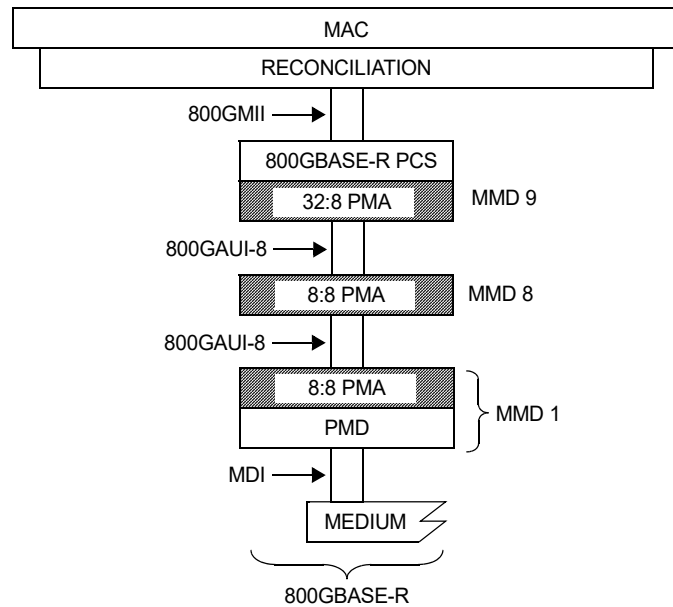 MAC
RECONCILIATION
800GMII
800GBASE-R PCS
32:8 PMA
MMD 9
800GAUI-8
8:8 PMA
MMD 8
800GAUI-8
8:8 PMA
MMD 1
PMD
MDI
MEDIUM
800GBASE-R